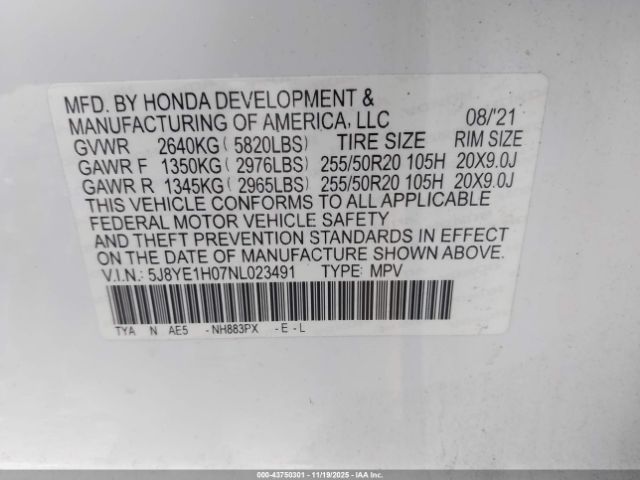 MFD. BY HONDA DEVELOPMENT &
MANUFACTURING OF AMERICA, LLC 08/'21
GVWR 2640KG ( 5820LBS) TIRE SIZE RIM SIZE
GAWR F 1350KG ( 2976LBS) 255/50R20 105H 20X9.0J
GAWR R 1345KG ( 2965LBS) 255/50R20 105H 20X9.0J
THIS VEHICLE CONFORMS TO ALL APPLICABLE
FEDERAL MOTOR VEHICLE SAFETY
AND THEFT PREVENTION STANDARDS IN EFFECT
ON THE DATE OF MANUFACTURE SHOWN ABOVE.
V.I.N.: 5J8YE1H07NL023491 TYPE: MPV
TYA N AE5 -NH883PX -E-L
000-43750301 - 11/19/2025 - IAAI.COM